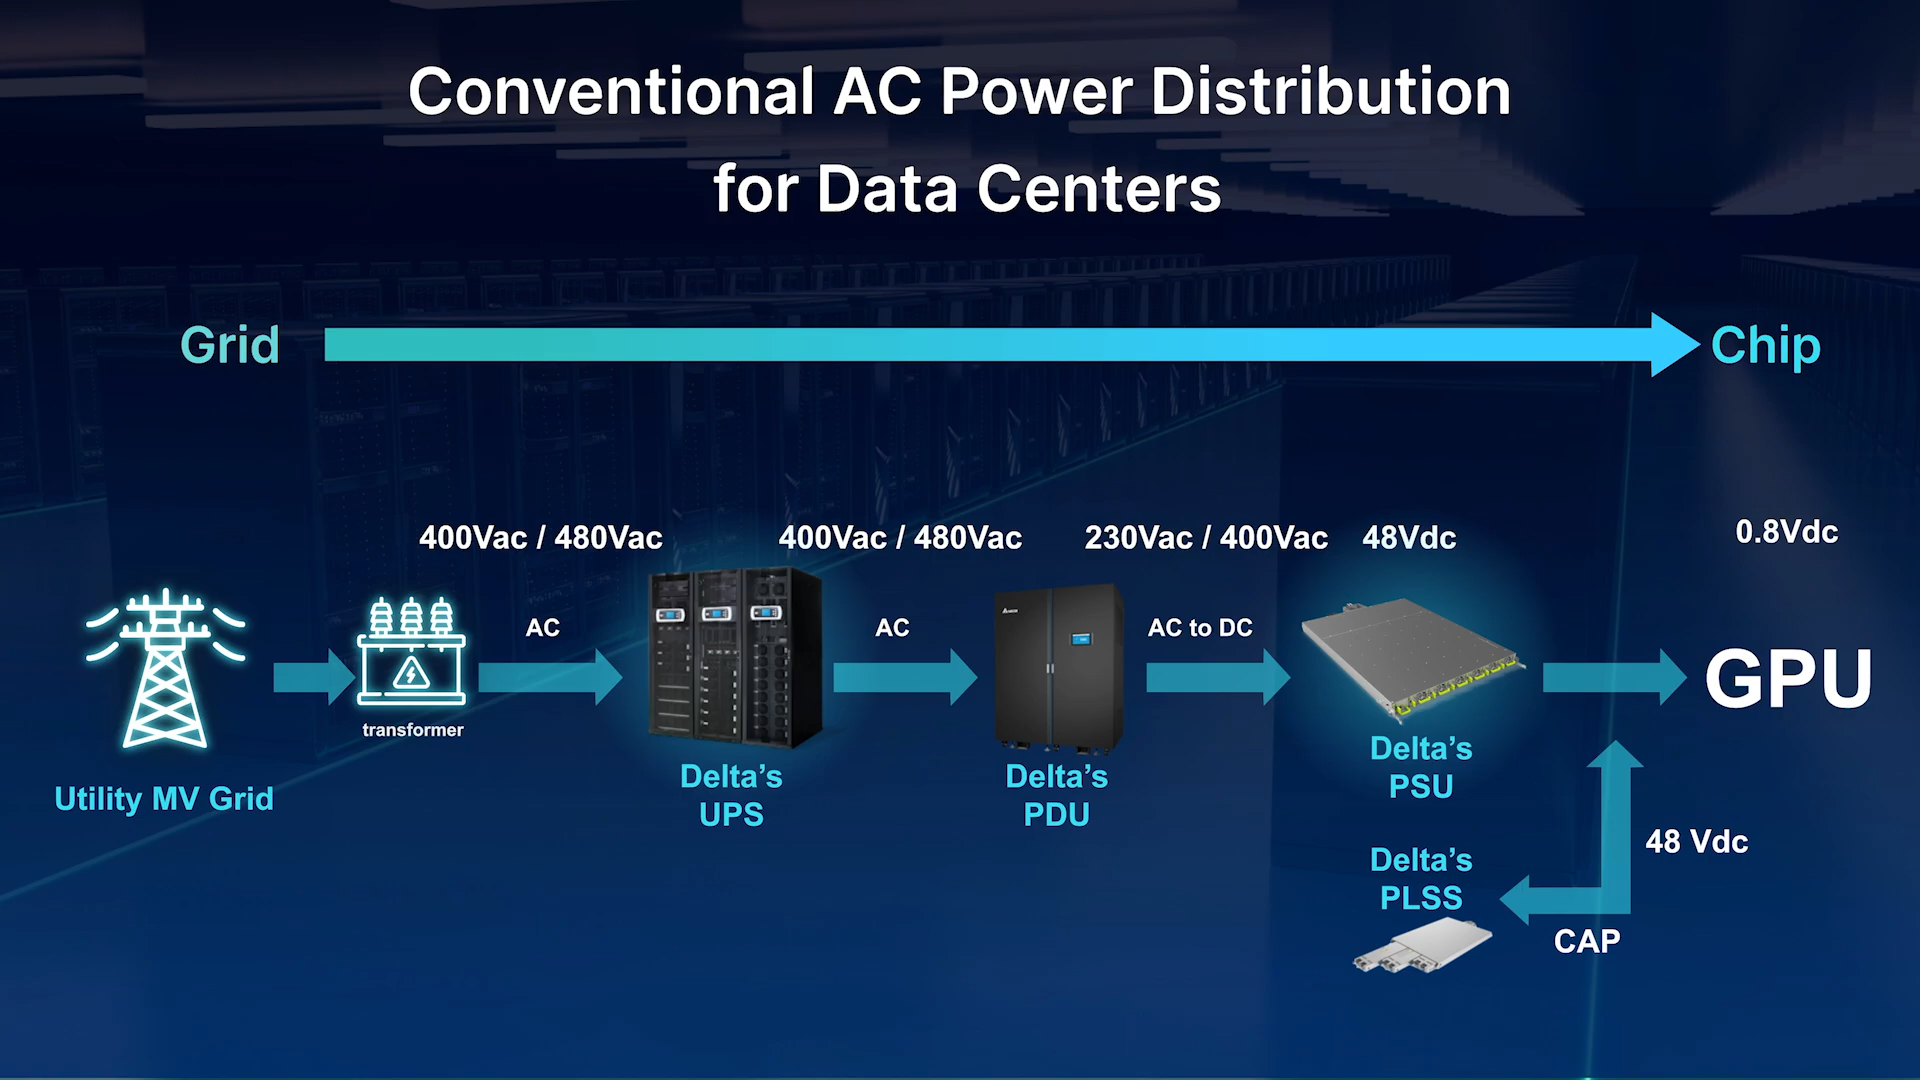 Conventional AC Power Distribution
for Data Centers
Grid
Chip
400Vac / 480Vac
400Vac / 480Vac
230Vac / 400Vac
48Vdc
0.8Vdc
AC
AC
AC to DC
GPU
transformer
Utility MV Grid
Delta’s
UPS
Delta’s
PDU
Delta’s
PSU
48 Vdc
Delta’s
PLSS
CAP